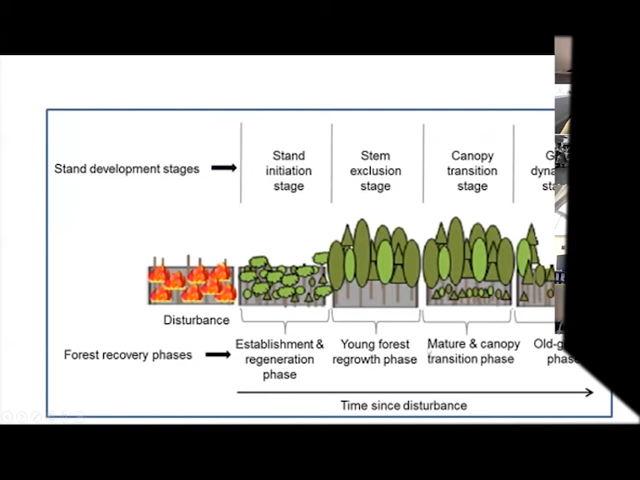 Stand development stages
Stand
initiation
stage
Stem
exclusion
stage
Canopy
transition
stage
Disturbance
Forest recovery phases
Establishment &
regeneration
phase
Young forest
regrowth phase
Mature & canopy
transition phase
Time since disturbance